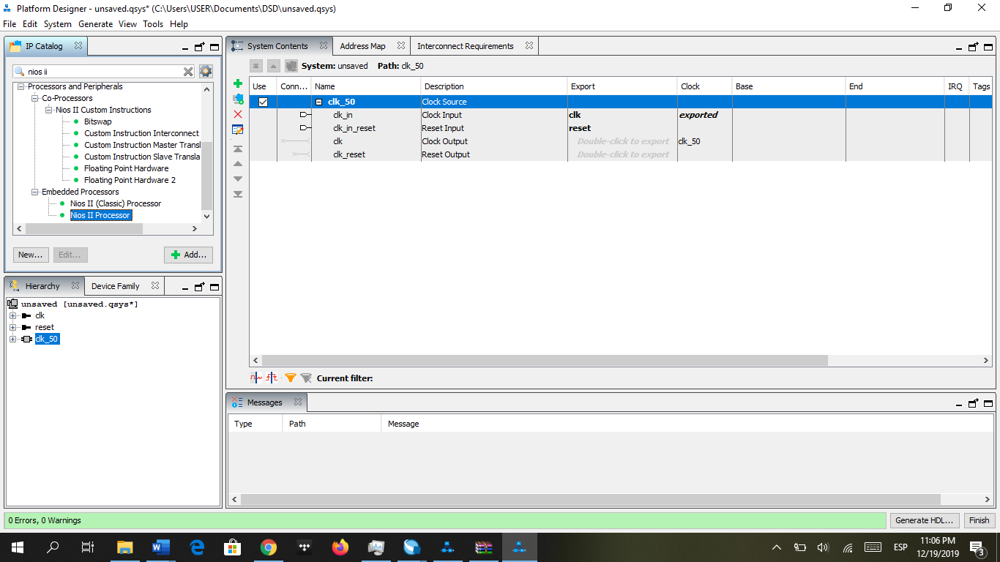 Platform Designer - unsaved.qsys* (C:\Users\USER\Documents\DSD\unsaved.qsys)
File Edit System Generate View Tools Help
IP Catalog
nios ii
Processors and Peripherals
Co-Processors
Nios II Custom Instructions
Bitswap
Custom Instruction Interconnect
Custom Instruction Master Transl
Custom Instruction Slave Transla
Floating Point Hardware
Floating Point Hardware 2
Embedded Processors
Nios II (Classic) Processor
Nios II Processor
New... Edit... Add...
Hierarchy Device Family
unsaved [unsaved.qsys*]
clk
reset
clk_50
System Contents Address Map Interconnect Requirements
System: unsaved Path: clk_50
Use Conn... Name Description Export Clock Base End IRQ Tags
clk_50 Clock Source
clk_in Clock Input clk exported
clk_in_reset Reset Input reset
clk Clock Output Double-click to export clk_50
clk_reset Reset Output Double-click to export
Current filter:
Messages
Type Path Message
0 Errors, 0 Warnings
Generate HDL... Finish
ESP
11:06 PM
12/19/2019
3